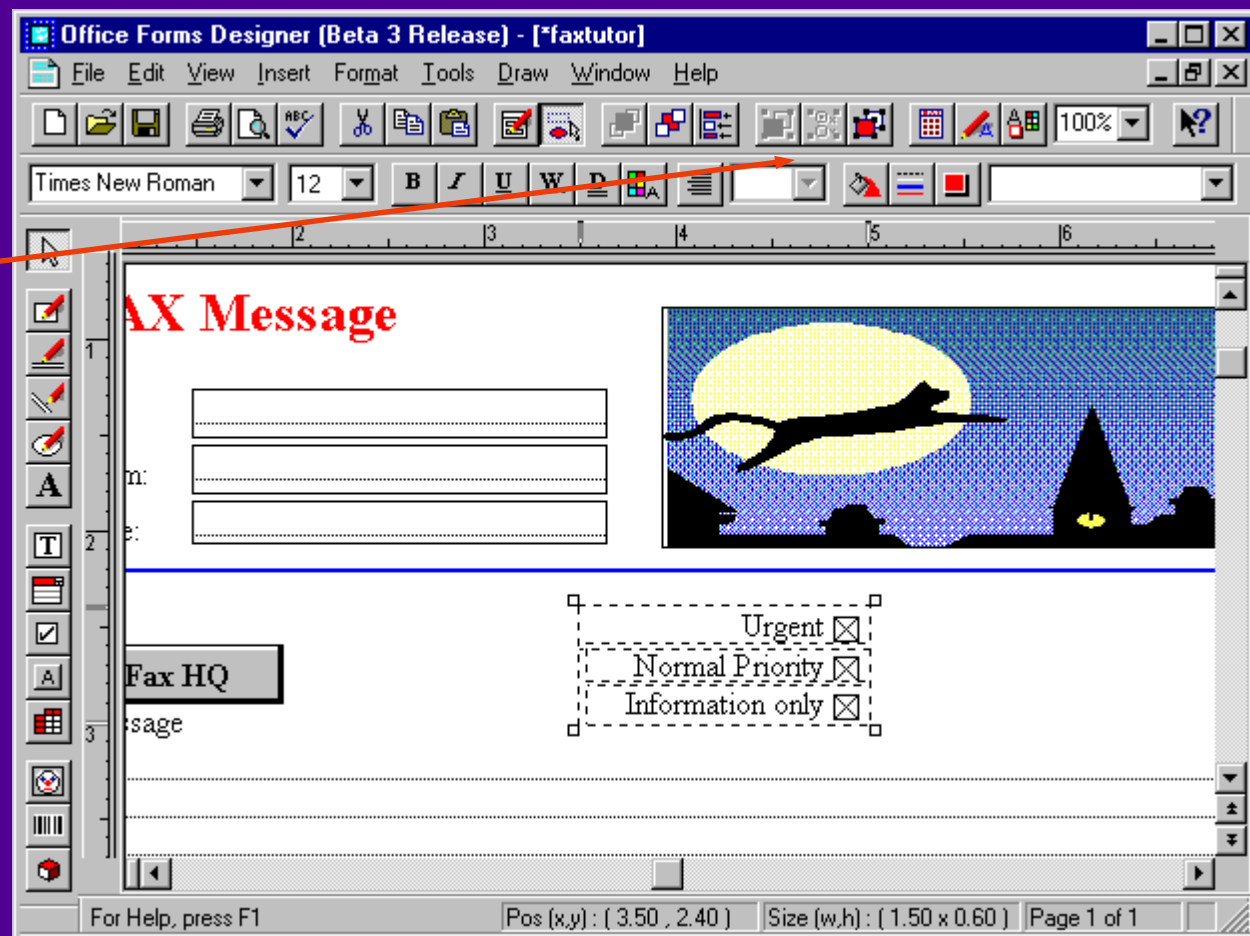 Office Forms Designer (Beta 3 Release) - [*faxtutor]
File Edit View Insert Format Tools Draw Window Help
ABC 100%
Times New Roman 12 B I U W D A
2 3 4 5 6
AX Message
1
m:
A
e:
T
2
Urgent
Normal Priority
A
Fax HQ
Information only
ssage
3
For Help, press F1 Pos (x,y) : ( 3.50 , 2.40 ) Size (w,h) : ( 1.50 x 0.60 ) Page 1 of 1